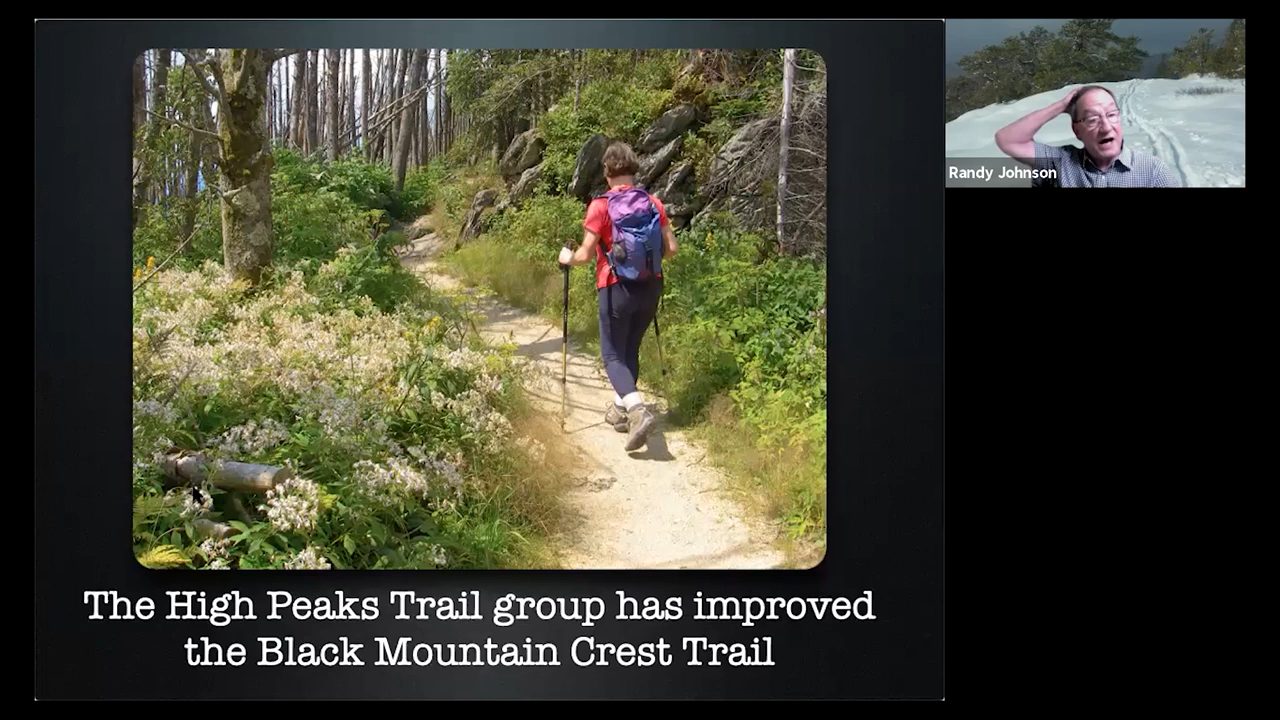 Randy Johnson
The High Peaks Trail group has improved
the Black Mountain Crest Trail